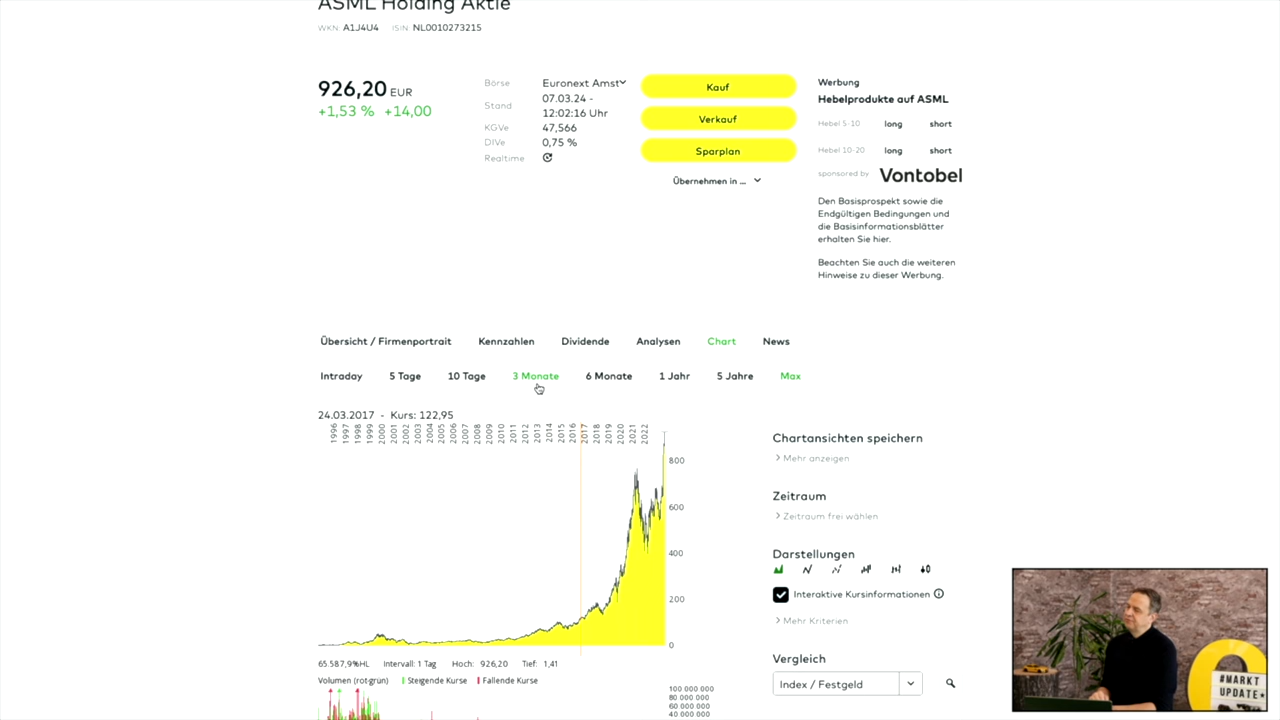 ASML Holding Aktie
WKN: A1J4U4 ISIN: NL0010273215
926,20 EUR
+1,53 % +14,00
Börse Euronext Amst
Stand 07.03.24 -
12:02:16 Uhr
KGVe 47,566
DIVe 0,75 %
Realtime
Kauf
Verkauf
Sparplan
Übernehmen in ...
Werbung
Hebelprodukte auf ASML
Hebel 5-10 long short
Hebel 10-20 long short
sponsored by Vontobel
Den Basisprospekt sowie die
Endgültigen Bedingungen und
die Basisinformationsblätter
erhalten Sie hier.
Beachten Sie auch die weiteren
Hinweise zu dieser Werbung.
Übersicht / Firmenportrait Kennzahlen Dividende Analysen Chart News
Intraday 5 Tage 10 Tage 3 Monate 6 Monate 1 Jahr 5 Jahre Max
24.03.2017 - Kurs: 122,95
1996 1997 1998 1999 2000 2001 2002 2003 2004 2005 2006 2007 2008 2009 2010 2011 2012 2013 2014 2015 2016 2017 2018 2019 2020 2021 2022
800
600
400
200
0
65.587,9%HL Intervall: 1 Tag Hoch: 926,20 Tief: 1,41
Volumen (rot-grün) Steigende Kurse Fallende Kurse
100 000 000
80 000 000
60 000 000
40 000 000
Chartansichten speichern
Mehr anzeigen
Zeitraum
Zeitraum frei wählen
Darstellungen
Interaktive Kursinformationen
Mehr Kriterien
Vergleich
Index / Festgeld
#MARKT
UPDATE